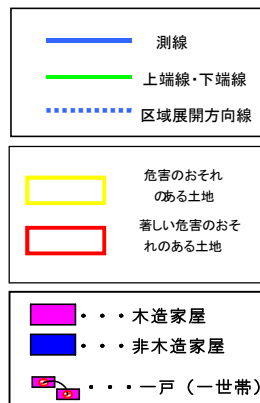 測線
上端線・下端線
区域展開方向線
危害のおそれ
のある土地
著しい危害のおそ
れのある土地
・・・木造家屋
・・・非木造家屋
・・・一戸（一世帯）